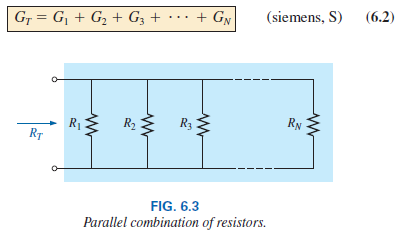 G_T = G_1 + G_2 + G_3 + ··· + G_N (siemens, S) (6.2)
R_T R_1 R_2 R_3 R_N
FIG. 6.3
Parallel combination of resistors.